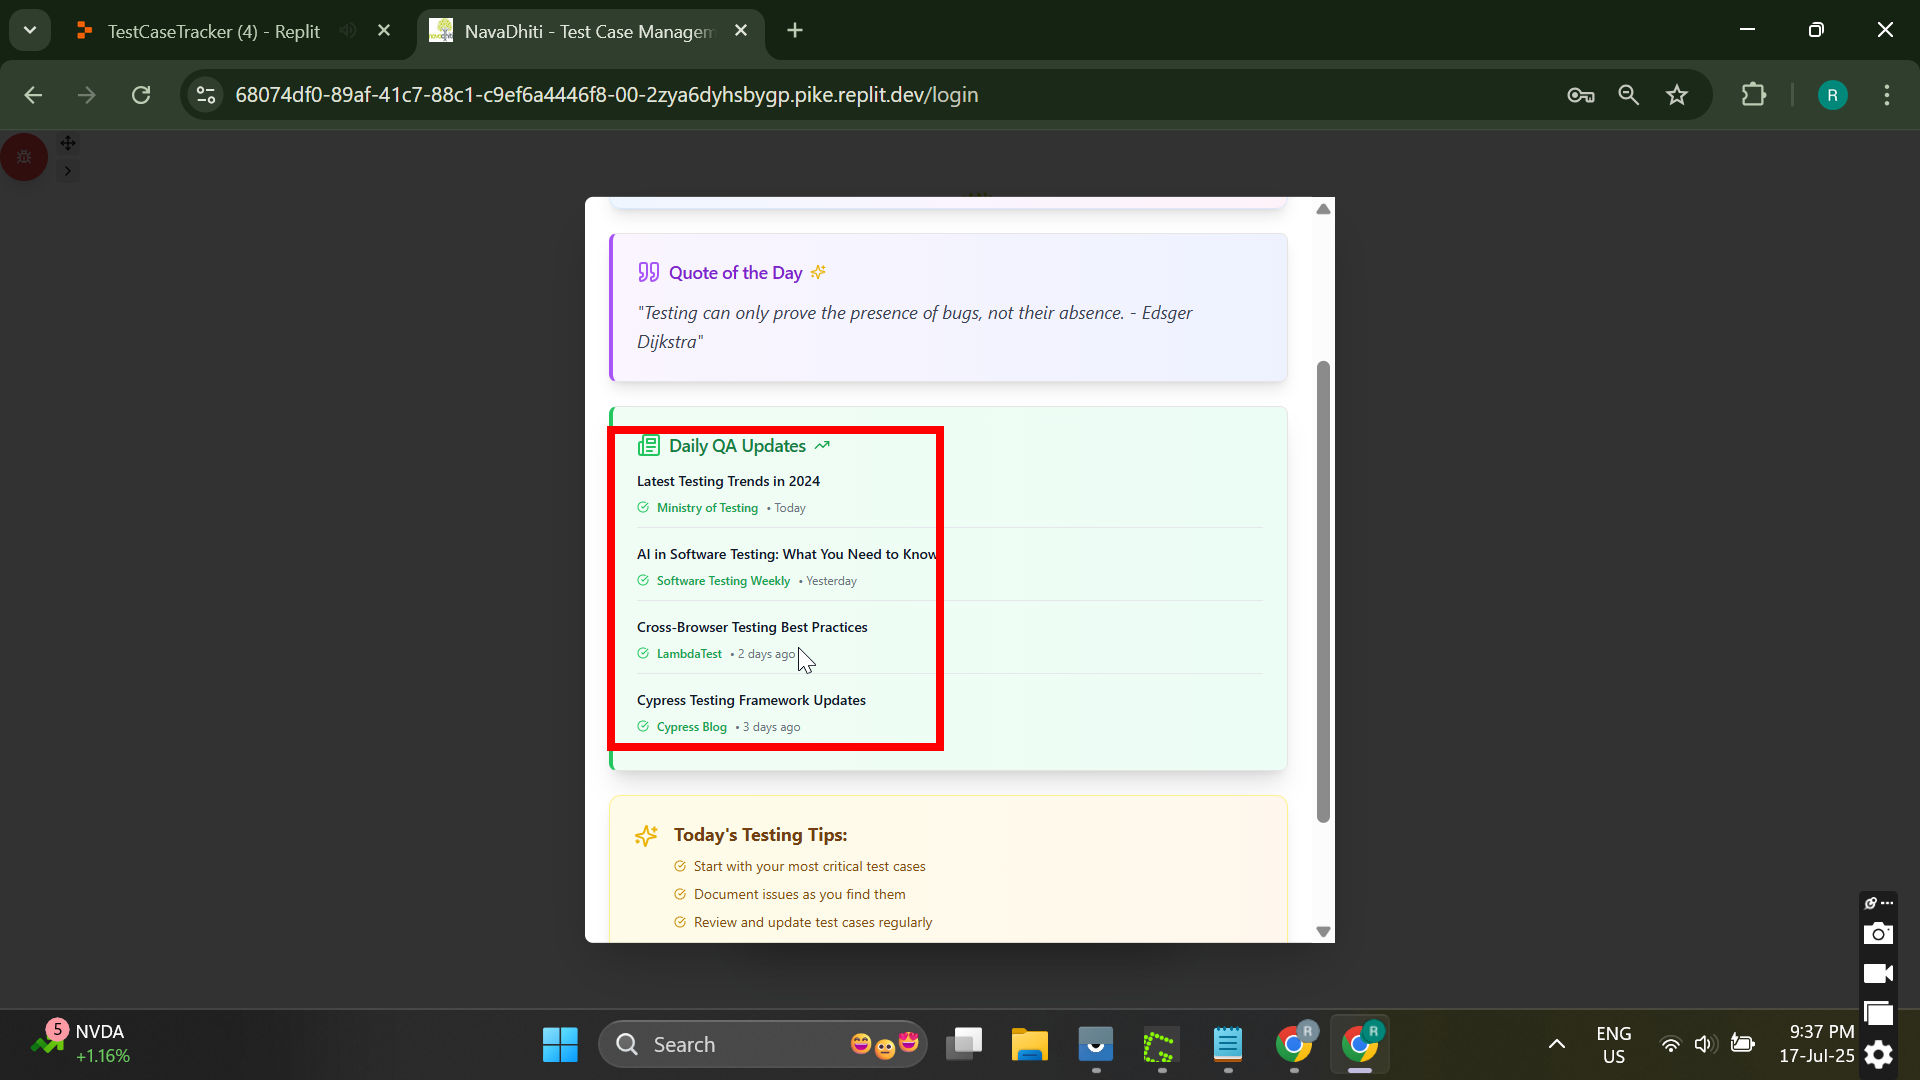 TestCaseTracker (4) - Replit
NavaDhiti - Test Case Managem
68074df0-89af-41c7-88c1-c9ef6a4446f8-00-2zya6dyhsbygp.pike.replit.dev/login
R
Quote of the Day
"Testing can only prove the presence of bugs, not their absence. - Edsger
Dijkstra"
Daily QA Updates
Latest Testing Trends in 2024
Ministry of Testing • Today
AI in Software Testing: What You Need to Know
Software Testing Weekly • Yesterday
Cross-Browser Testing Best Practices
LambdaTest • 2 days ago
Cypress Testing Framework Updates
Cypress Blog • 3 days ago
Today's Testing Tips:
Start with your most critical test cases
Document issues as you find them
Review and update test cases regularly
5
NVDA
+1.16%
Search
R
R
ENG
US
9:37 PM
17-Jul-25